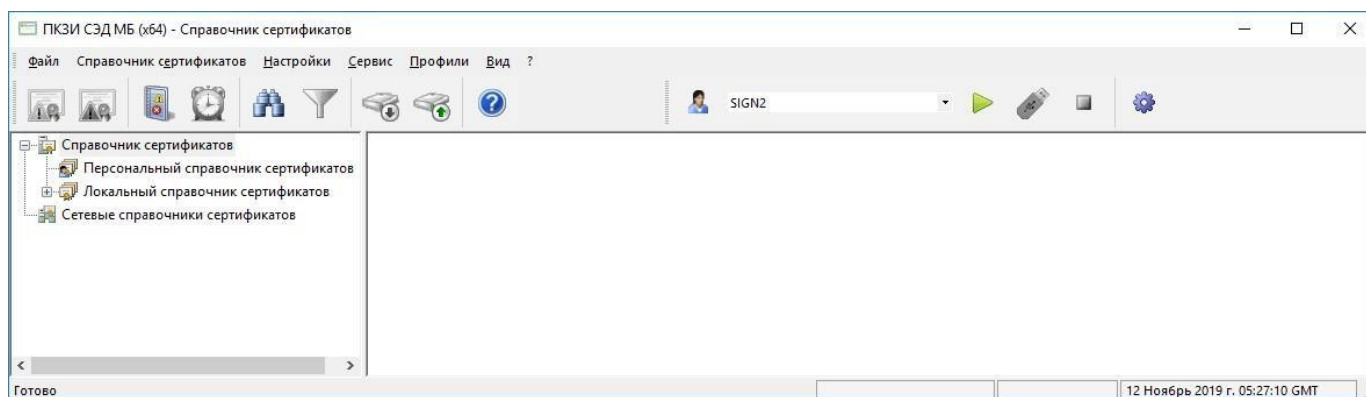 ПКЗИ СЭД МБ (x64) - Справочник сертификатов
Файл Справочник сертификатов Настройки Сервис Профили Вид ?
SIGN2
Справочник сертификатов
Персональный справочник сертификатов
Локальный справочник сертификатов
Сетевые справочники сертификатов
Готово
12 Ноябрь 2019 г. 05:27:10 GMT